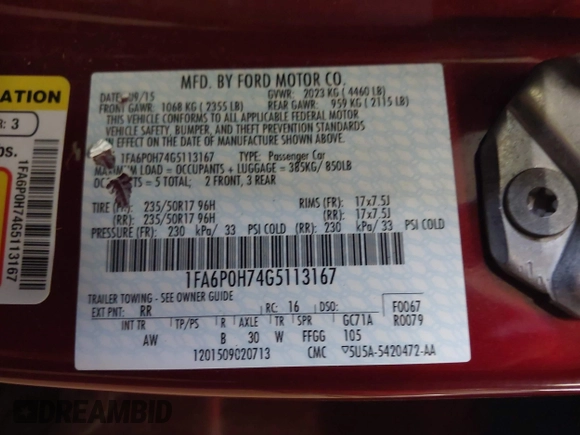 MFD. BY FORD MOTOR CO.
DATE: 09/15 GVWR: 2023 KG ( 4460 LB)
FRONT GAWR: 1068 KG ( 2355 LB) REAR GAWR: 959 KG ( 2115 LB)
THIS VEHICLE CONFORMS TO ALL APPLICABLE FEDERAL MOTOR
VEHICLE SAFETY, BUMPER, AND THEFT PREVENTION STANDARDS
IN EFFECT ON THE DATE OF MANUFACTURE SHOWN ABOVE.
1FA6P0H74G5113167 TYPE: Passenger Car
MAXIMUM LOAD = OCCUPANTS + LUGGAGE = 385KG/ 850LB
= 5 TOTAL; 2 FRONT, 3 REAR
TIRE (FR): 235/50R17 96H RIMS (FR): 17x7.5J
(RR): 235/50R17 96H (RR): 17x7.5J
PRESSURE (FR): 230 kPa/ 33 PSI COLD (RR): 230 kPa/ 33 PSI COLD
1FA6P0H74G5113167
TRAILER TOWING - SEE OWNER GUIDE
EXT PNT: RR RC: 16 DSO: F0067
R0079
INT TR TP/PS R AXLE TR SPR GC71A
AW B 30 W FFGG 105
1201509020713 CMC ▽5U5A-5420472-AA
ATION
R: 3
bs.
1FA6P0H74G5113167
DREAMBID